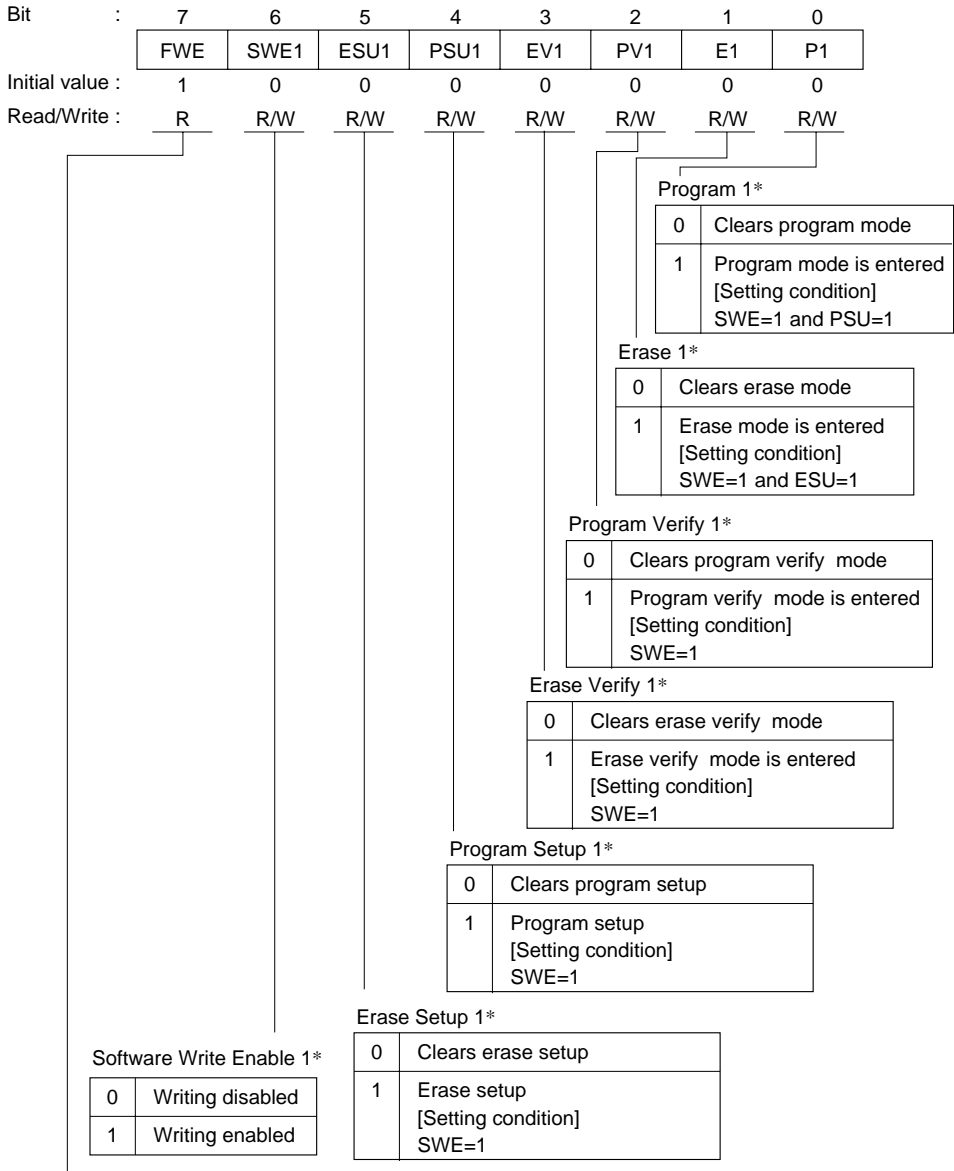 Bit : 7 6 5 4 3 2 1 0
FWE SWE1 ESU1 PSU1 EV1 PV1 E1 P1
Initial value : 1 0 0 0 0 0 0 0
Read/Write : R R/W R/W R/W R/W R/W R/W R/W
Program 1*
0 Clears program mode
1 Program mode is entered
[Setting condition]
SWE=1 and PSU=1
Erase 1*
0 Clears erase mode
1 Erase mode is entered
[Setting condition]
SWE=1 and ESU=1
Program Verify 1*
0 Clears program verify mode
1 Program verify mode is entered
[Setting condition]
SWE=1
Erase Verify 1*
0 Clears erase verify mode
1 Erase verify mode is entered
[Setting condition]
SWE=1
Program Setup 1*
0 Clears program setup
1 Program setup
[Setting condition]
SWE=1
Erase Setup 1*
0 Clears erase setup
1 Erase setup
[Setting condition]
SWE=1
Software Write Enable 1*
0 Writing disabled
1 Writing enabled